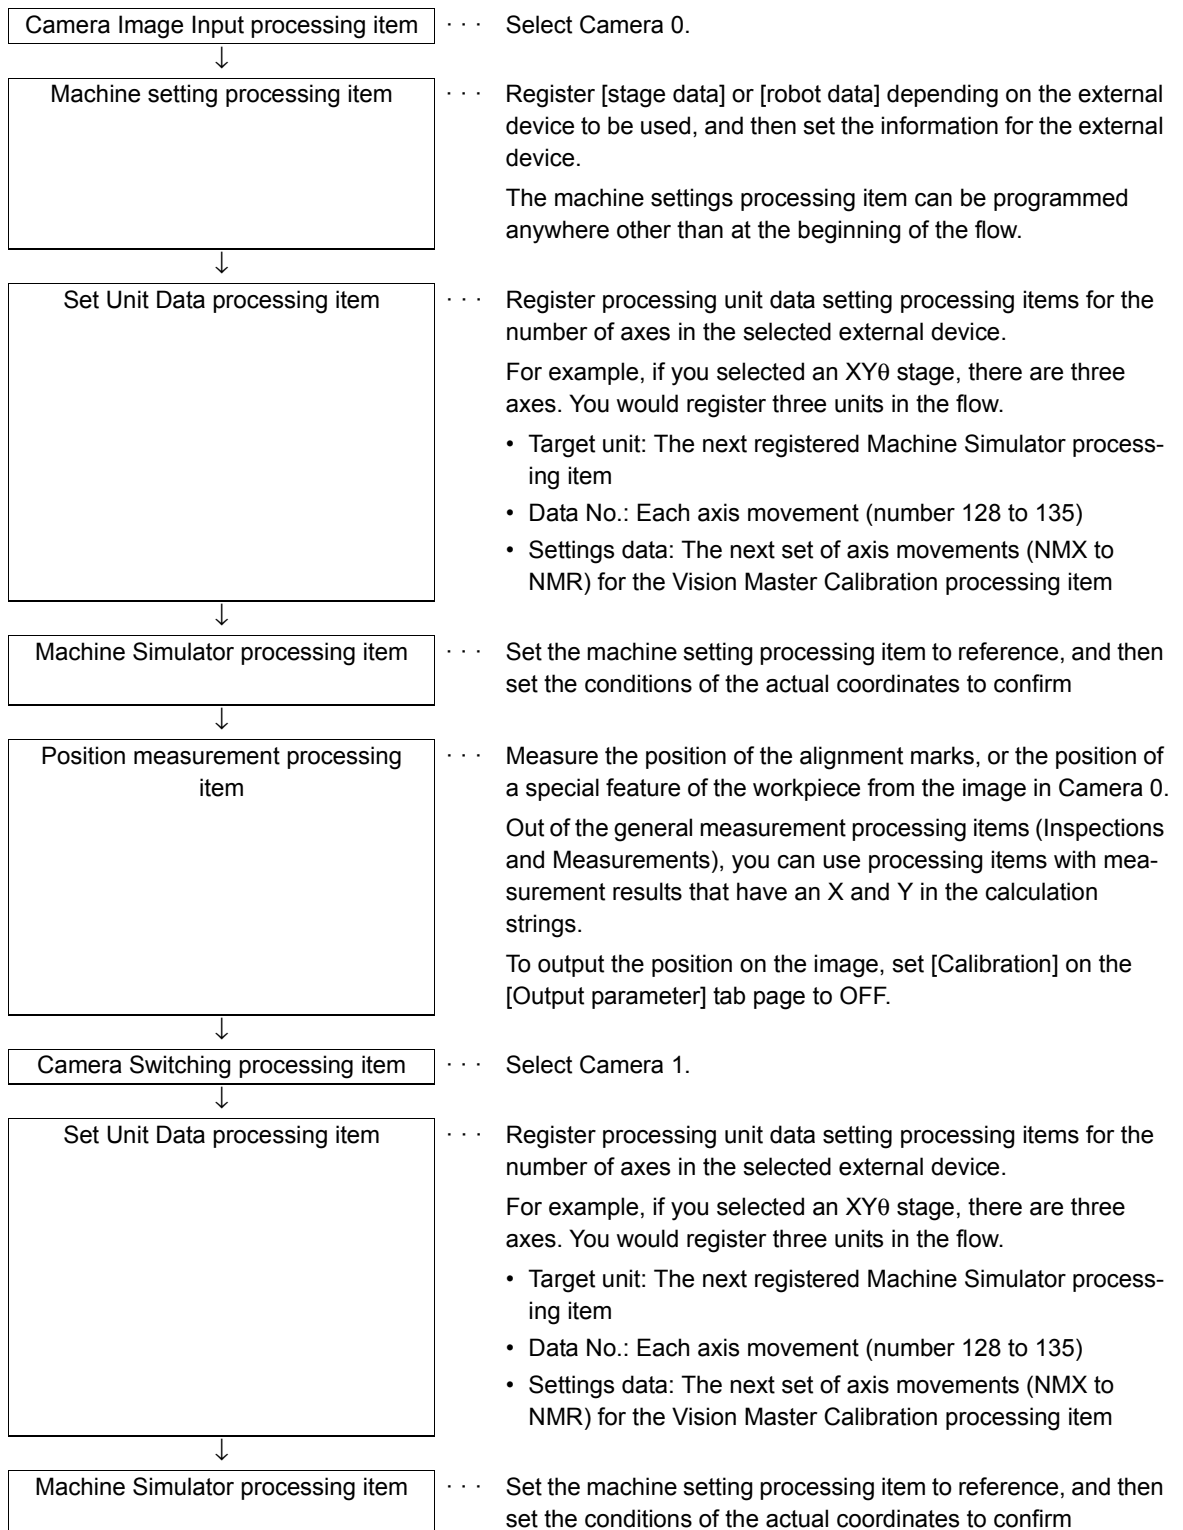 Camera Image Input processing item · · · Select Camera 0.
↓
Machine setting processing item · · · Register [stage data] or [robot data] depending on the external
device to be used, and then set the information for the external
device.
The machine settings processing item can be programmed
anywhere other than at the beginning of the flow.
↓
Set Unit Data processing item · · · Register processing unit data setting processing items for the
number of axes in the selected external device.
For example, if you selected an XYθ stage, there are three
axes. You would register three units in the flow.
• Target unit: The next registered Machine Simulator process-
ing item
• Data No.: Each axis movement (number 128 to 135)
• Settings data: The next set of axis movements (NMX to
NMR) for the Vision Master Calibration processing item
↓
Machine Simulator processing item · · · Set the machine setting processing item to reference, and then
set the conditions of the actual coordinates to confirm
↓
Position measurement processing · · · Measure the position of the alignment marks, or the position of
item a special feature of the workpiece from the image in Camera 0.
Out of the general measurement processing items (Inspections
and Measurements), you can use processing items with mea-
surement results that have an X and Y in the calculation
strings.
To output the position on the image, set [Calibration] on the
[Output parameter] tab page to OFF.
↓
Camera Switching processing item · · · Select Camera 1.
↓
Set Unit Data processing item · · · Register processing unit data setting processing items for the
number of axes in the selected external device.
For example, if you selected an XYθ stage, there are three
axes. You would register three units in the flow.
• Target unit: The next registered Machine Simulator process-
ing item
• Data No.: Each axis movement (number 128 to 135)
• Settings data: The next set of axis movements (NMX to
NMR) for the Vision Master Calibration processing item
↓
Machine Simulator processing item · · · Set the machine setting processing item to reference, and then
set the conditions of the actual coordinates to confirm